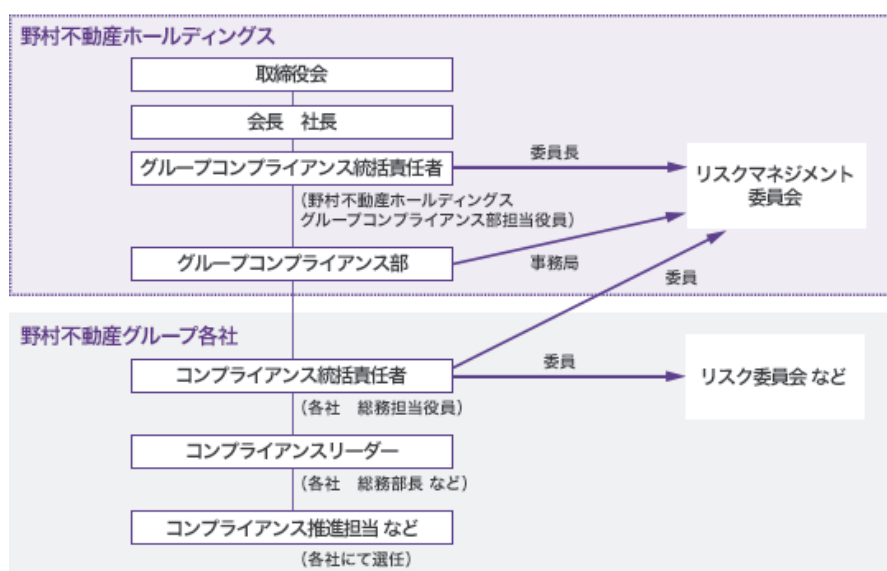 野村不動産ホールディングス
取締役会
会長　社長
グループコンプライアンス統括責任者
委員長
リスクマネジメント
委員会
（野村不動産ホールディングス
グループコンプライアンス部担当役員）
グループコンプライアンス部
事務局
委員
野村不動産グループ各社
コンプライアンス統括責任者
委員
リスク委員会 など
（各社　総務担当役員）
コンプライアンスリーダー
（各社　総務部長 など）
コンプライアンス推進担当 など
（各社にて選任）